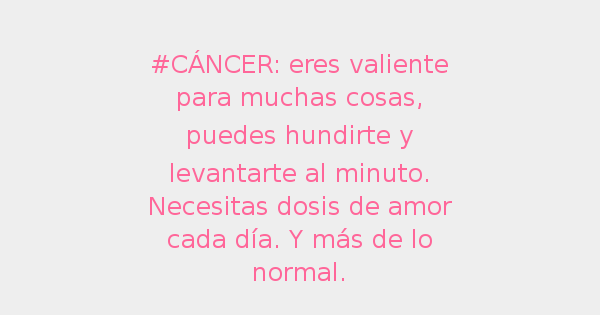 #CÁNCER: eres valiente
para muchas cosas,
puedes hundirte y
levantarte al minuto.
Necesitas dosis de amor
cada día. Y más de lo
normal.